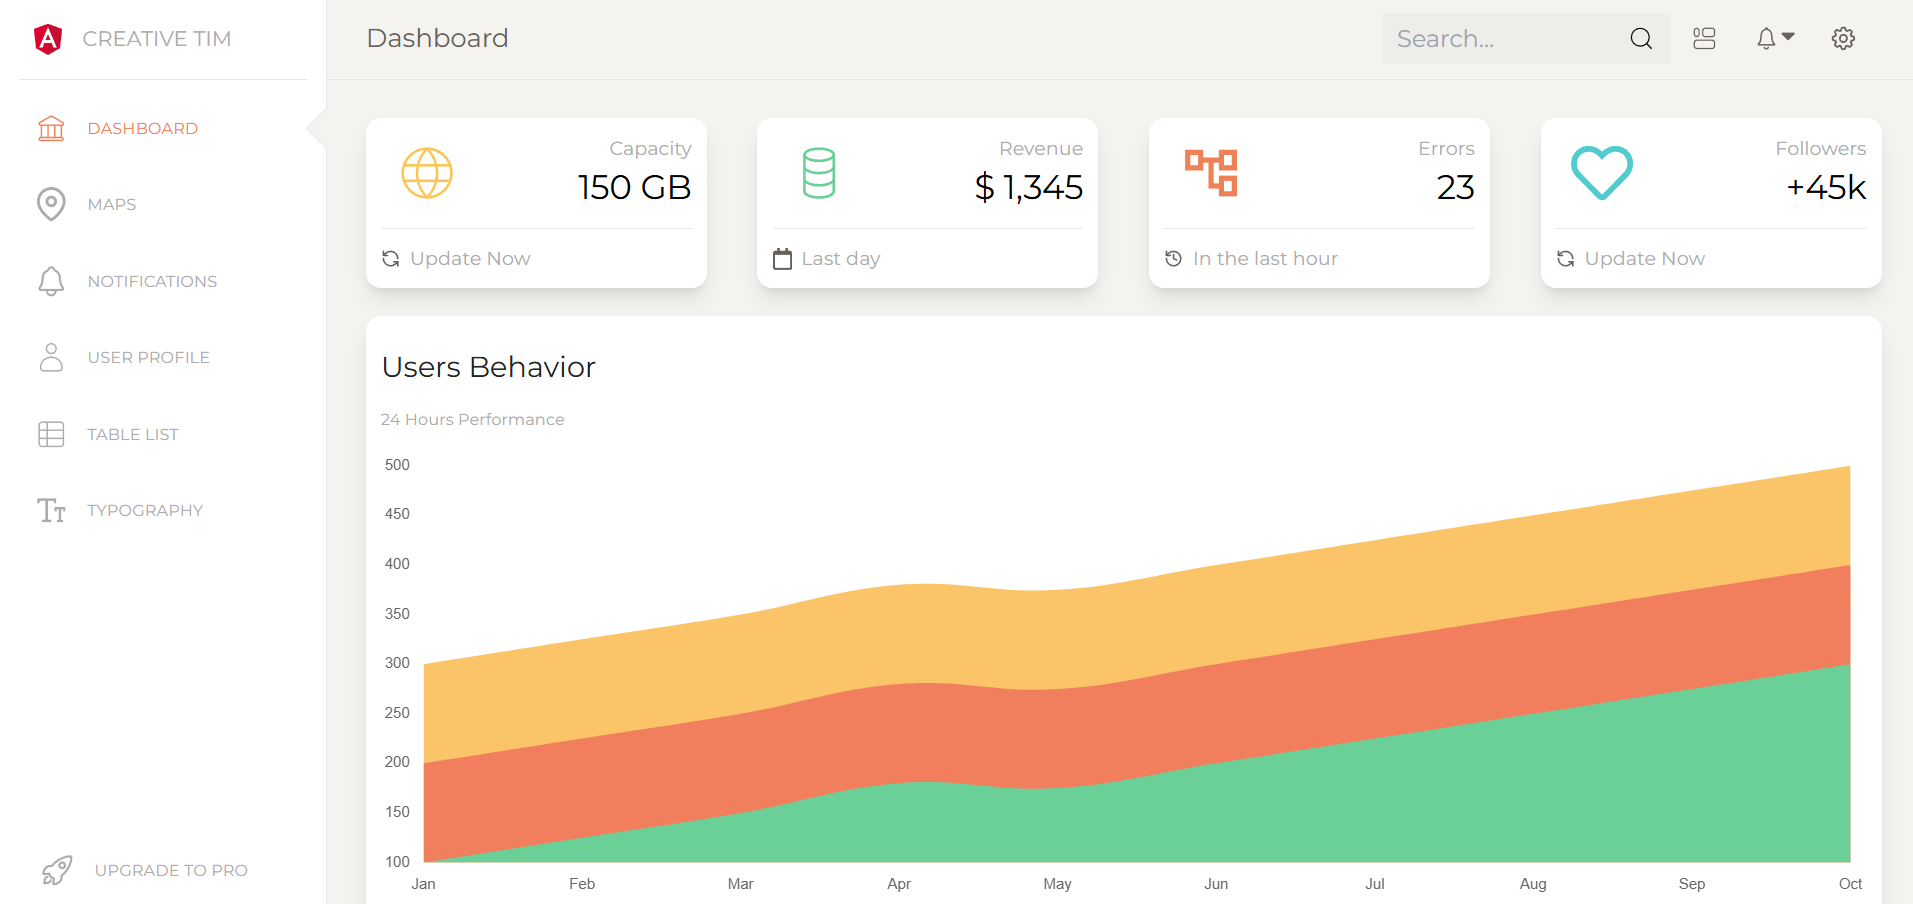 CREATIVE TIM
DASHBOARD
MAPS
NOTIFICATIONS
USER PROFILE
TABLE LIST
TYPOGRAPHY
UPGRADE TO PRO
Dashboard
Search...
Capacity
150 GB
Update Now
Revenue
$ 1,345
Last day
Errors
23
In the last hour
Followers
+45k
Update Now
Users Behavior
24 Hours Performance
500
450
400
350
300
250
200
150
100
Jan Feb Mar Apr May Jun Jul Aug Sep Oct